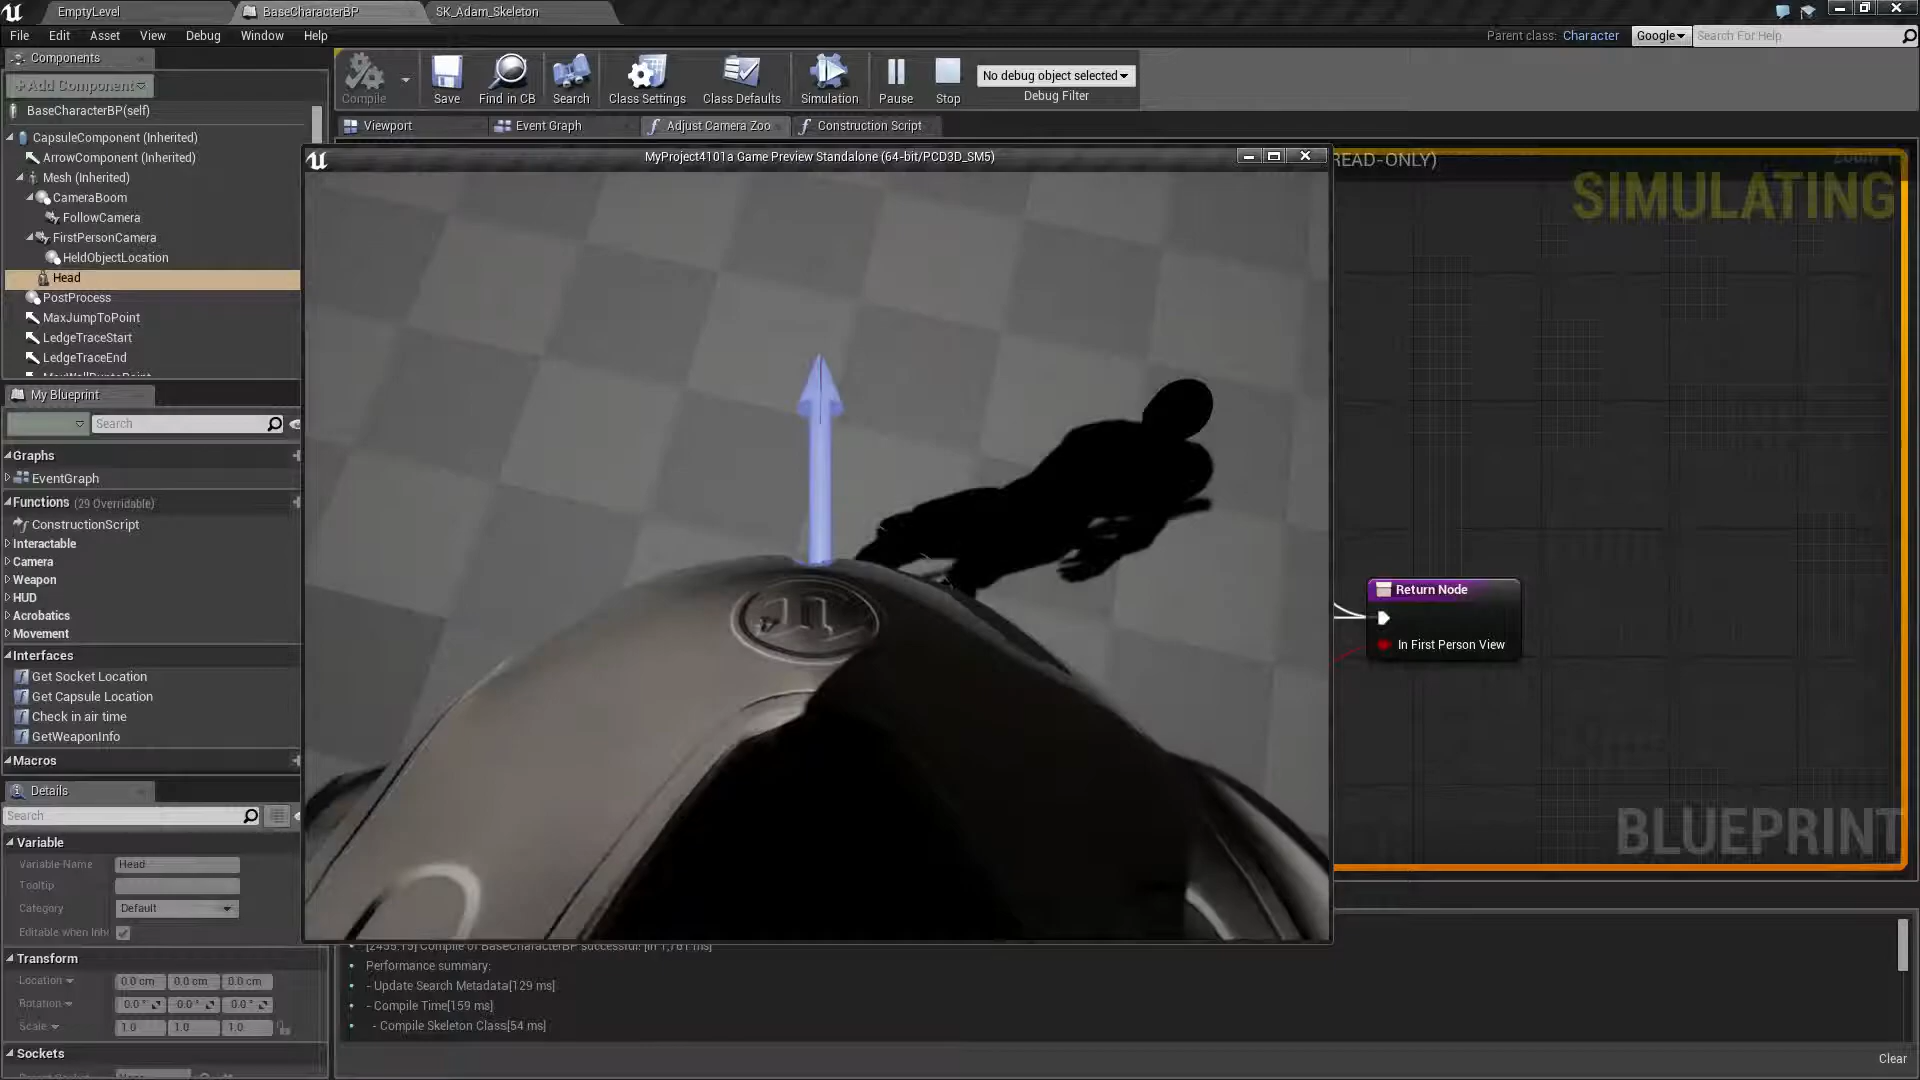 EmptyLevel
BaseCharacterBP
SK_Adam_Skeleton
File Edit Asset View Debug Window Help
Parent class: Character
Google
Search For Help
Components
+Add Component
BaseCharacterBP(self)
CapsuleComponent (Inherited)
ArrowComponent (Inherited)
Mesh (Inherited)
CameraBoom
FollowCamera
FirstPersonCamera
HeldObjectLocation
Head
PostProcess
MaxJumpToPoint
LedgeTraceStart
LedgeTraceEnd
Compile
Save
Find in CB
Search
Class Settings
Class Defaults
Simulation
Pause
Stop
No debug object selected
Debug Filter
Viewport
Event Graph
Adjust Camera Zoo
Construction Script
MyProject4101a Game Preview Standalone (64-bit/PCD3D_SM5)
READ-ONLY)
SIMULATING
Return Node
In First Person View
BLUEPRINT
My Blueprint
Search
Graphs
EventGraph
Functions (29 Overridable)
ConstructionScript
Interactable
Camera
Weapon
HUD
Acrobatics
Movement
Interfaces
Get Socket Location
Get Capsule Location
Check in air time
GetWeaponInfo
Macros
Details
Search
Variable
Variable Name Head
Tooltip
Category Default
Editable when Inh
Transform
Location 0.0 cm 0.0 cm 0.0 cm
Rotation 0.0 ° 0.0 ° 0.0 °
Scale 1.0 1.0 1.0
Sockets
[2455.15] Compile of BaseCharacterBP successful! [in 1,761 ms]
Performance summary:
- Update Search Metadata[129 ms]
- Compile Time[159 ms]
- Compile Skeleton Class[54 ms]
Clear